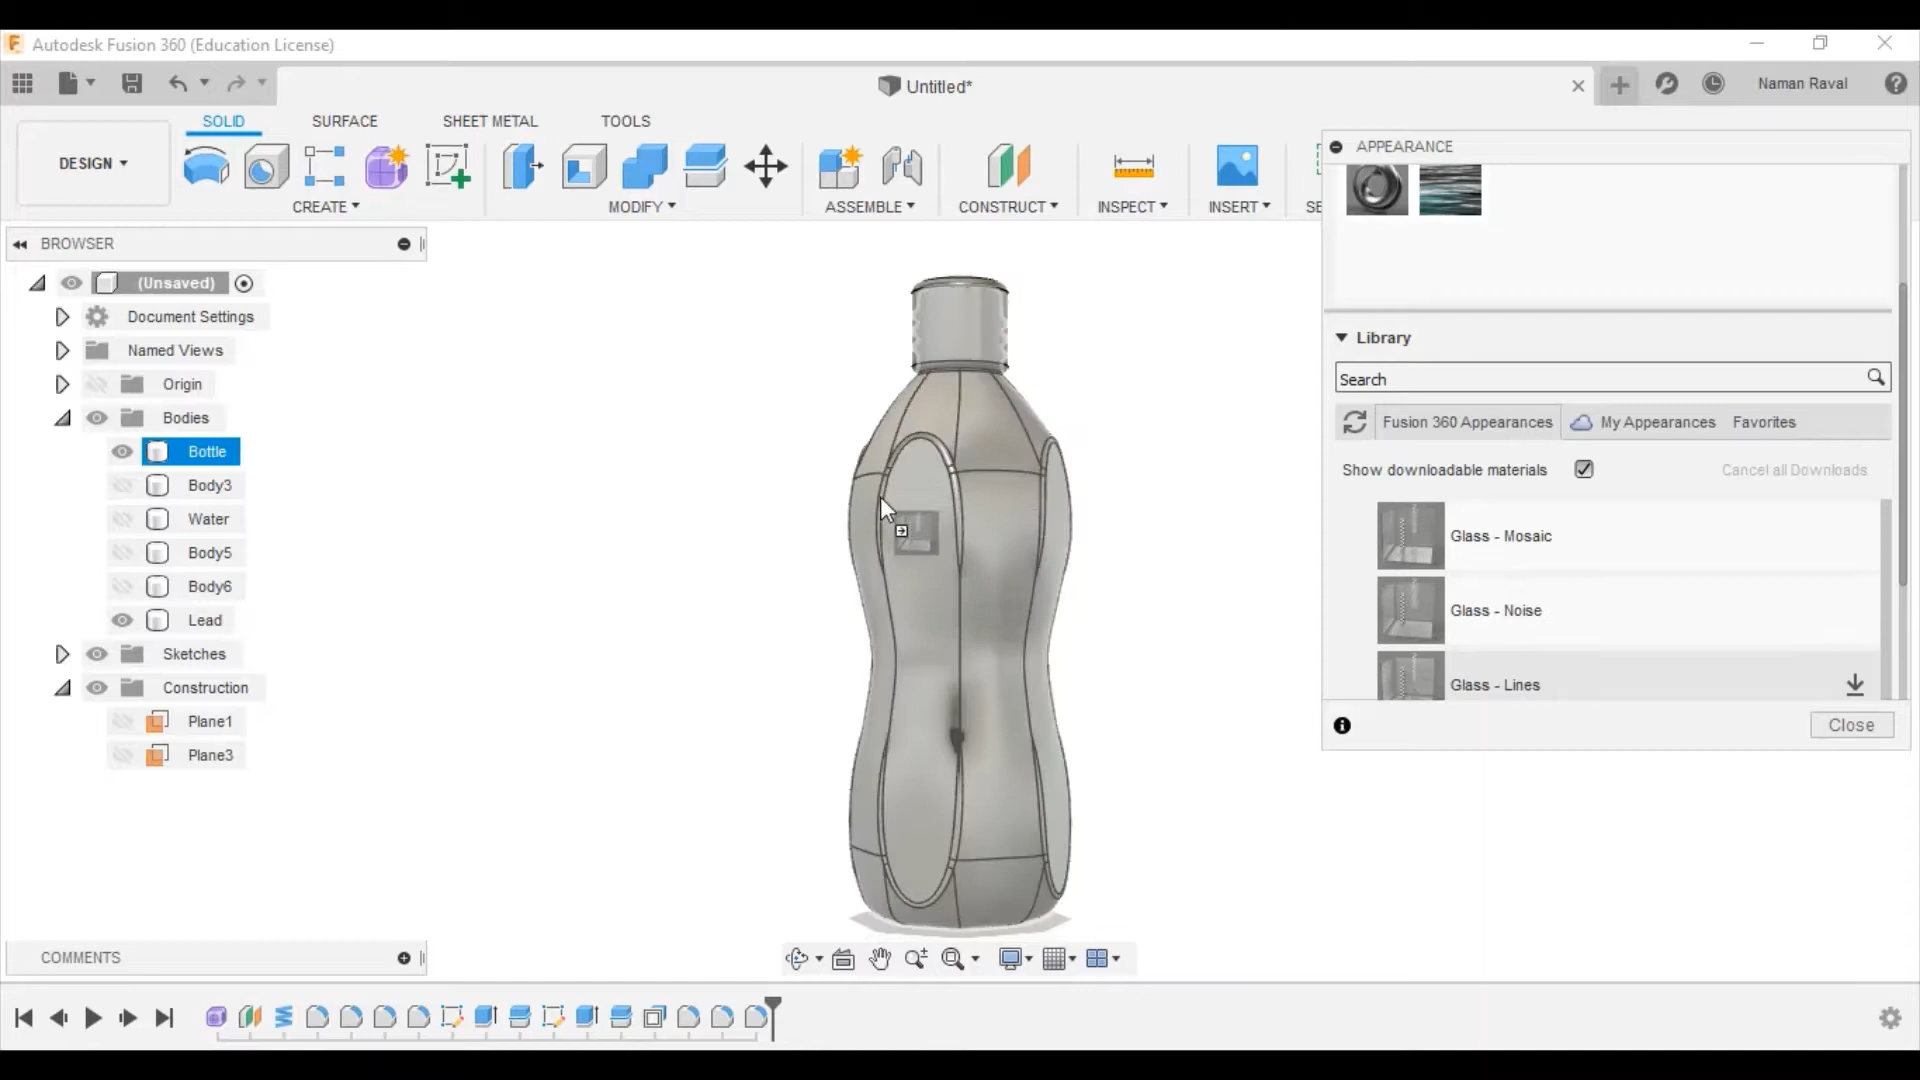 Autodesk Fusion 360 (Education License)
Untitled*
Naman Raval
SOLID SURFACE SHEET METAL TOOLS
DESIGN
CREATE MODIFY ASSEMBLE CONSTRUCT INSPECT INSERT SE
APPEARANCE
BROWSER
(Unsaved)
Document Settings
Named Views
Origin
Bodies
Bottle
Body3
Water
Body5
Body6
Lead
Sketches
Construction
Plane1
Plane3
Library
Search
Fusion 360 Appearances My Appearances Favorites
Show downloadable materials Cancel all Downloads
Glass - Mosaic
Glass - Noise
Glass - Lines
Close
COMMENTS